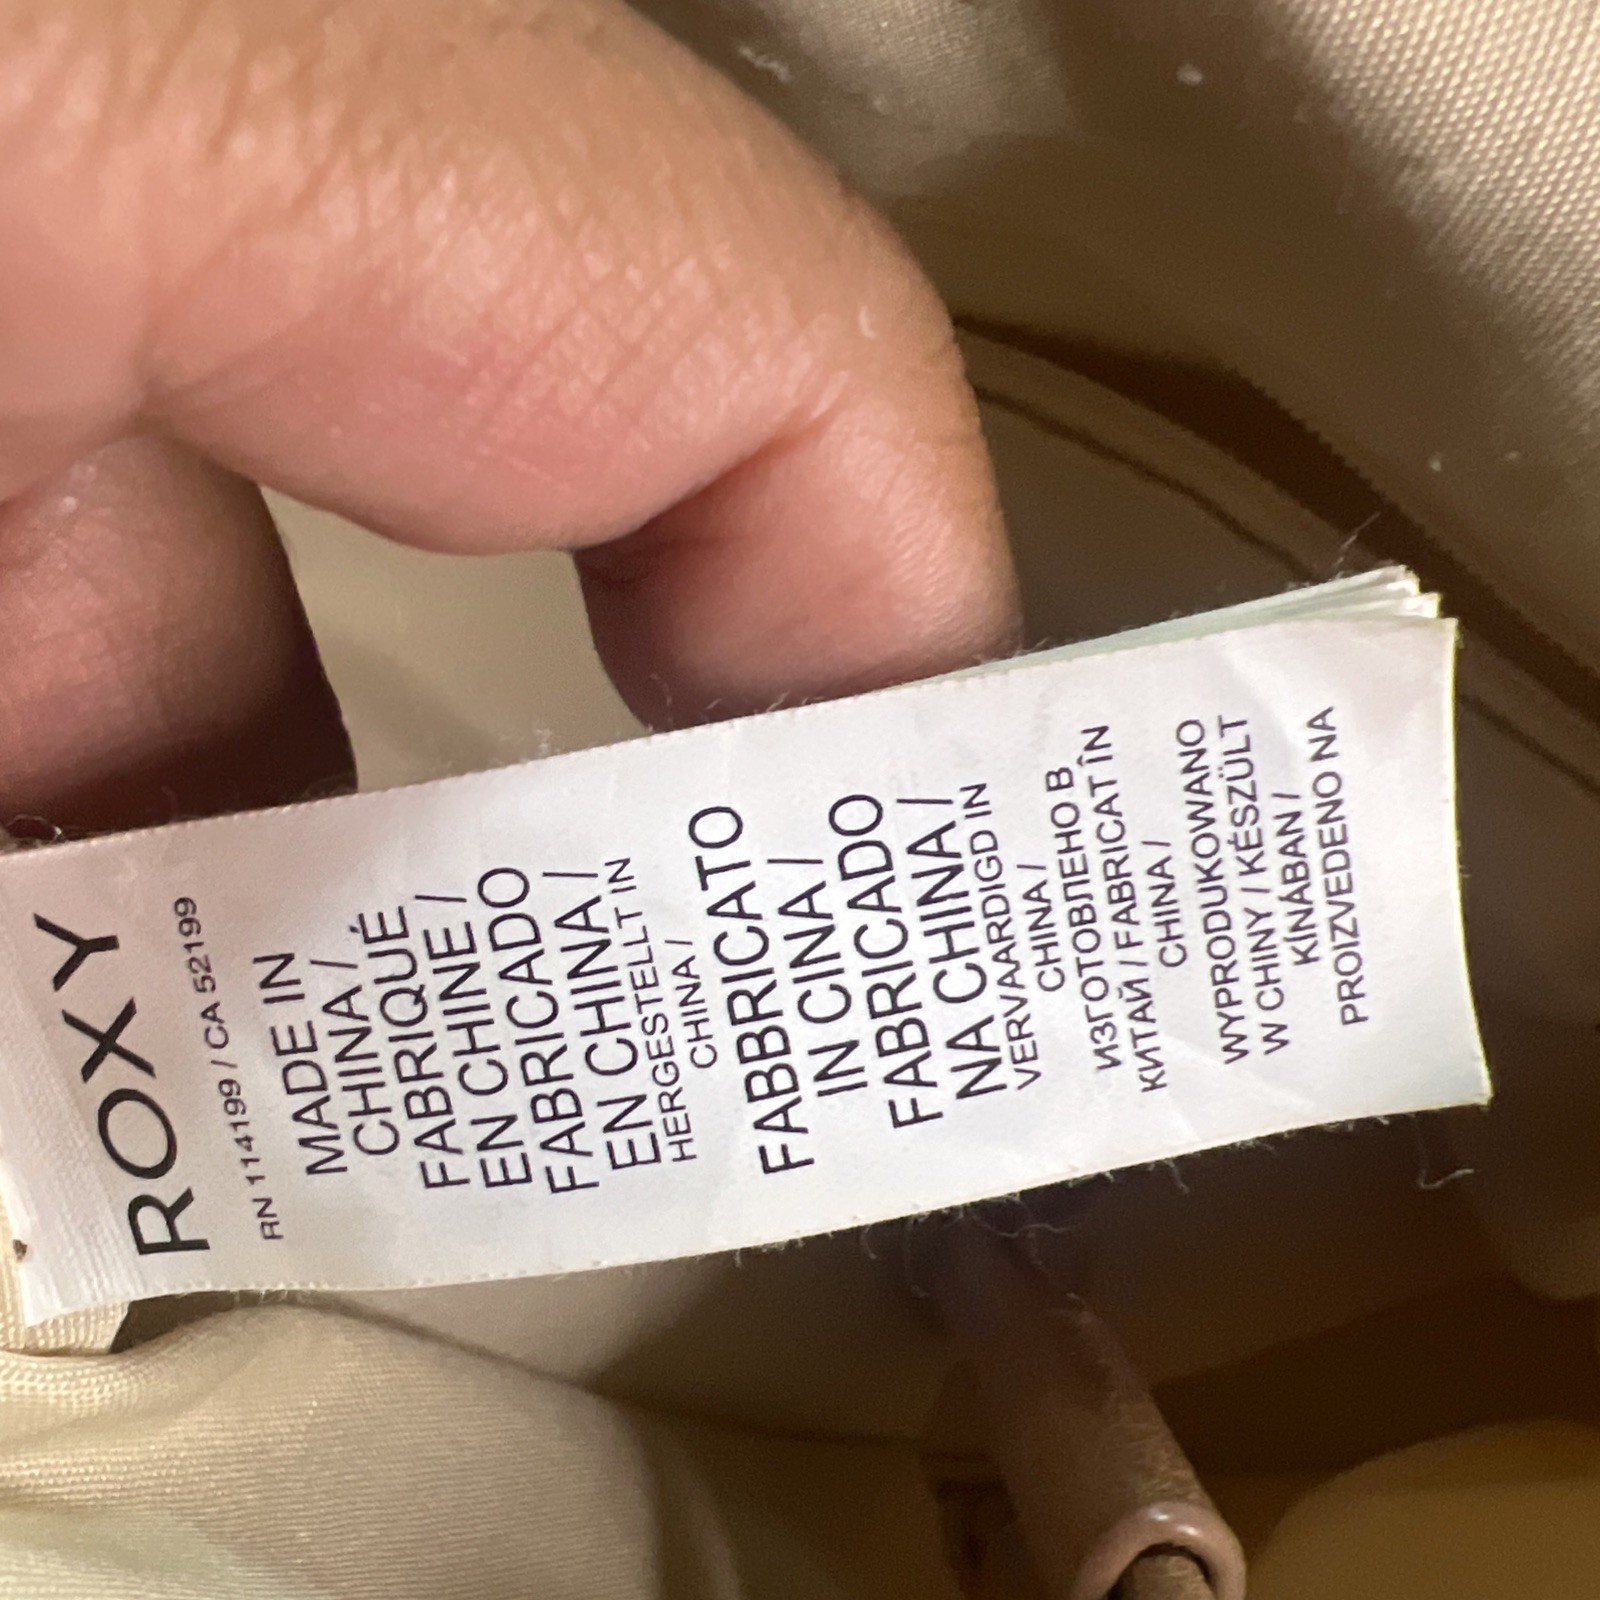 ROXY
RN 114199 / CA 52199
MADE IN
CHINA /
FABRIQUÉ
EN CHINE /
FABRICADO
EN CHINA /
HERGESTELLT IN
CHINA /
FABBRICATO
IN CINA /
FABRICADO
NA CHINA /
VERVAARDIGD IN
CHINA /
ИЗГОТОВЛЕНО В
КИТАЙ / FABRICAT ÎN
CHINA /
WYPRODUKOWANO
W CHINY / KÉSZÜLT
KÍNÁBAN /
PROIZVEDENO NA